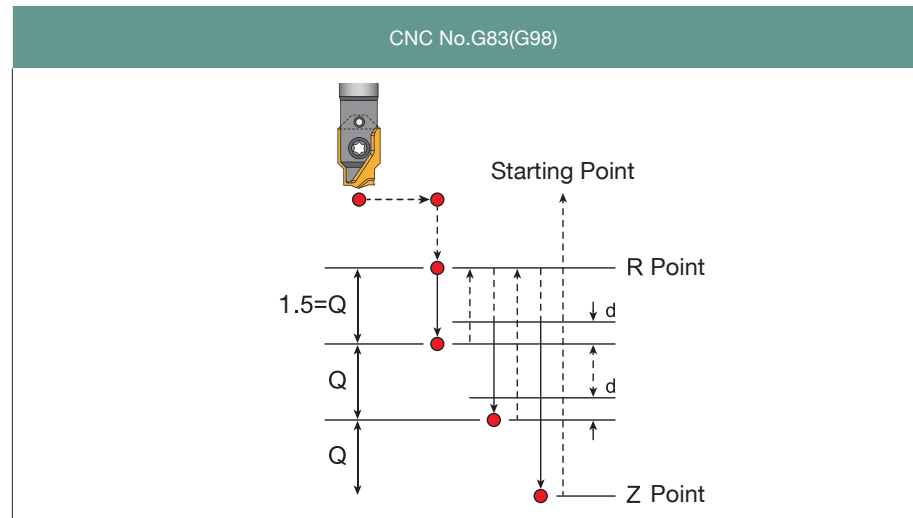 CNC No.G83(G98)
Starting Point
R Point
1.5=Q
d
Q
d
Q
Z Point